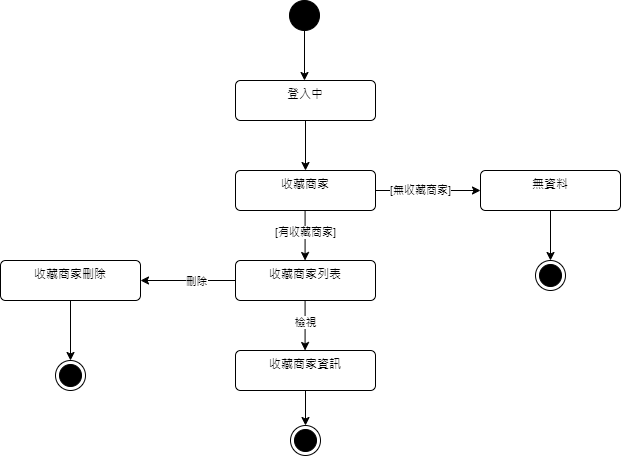 登入中
收藏商家
[無收藏商家]
無資料
[有收藏商家]
收藏商家刪除
刪除
收藏商家列表
檢視
收藏商家資訊